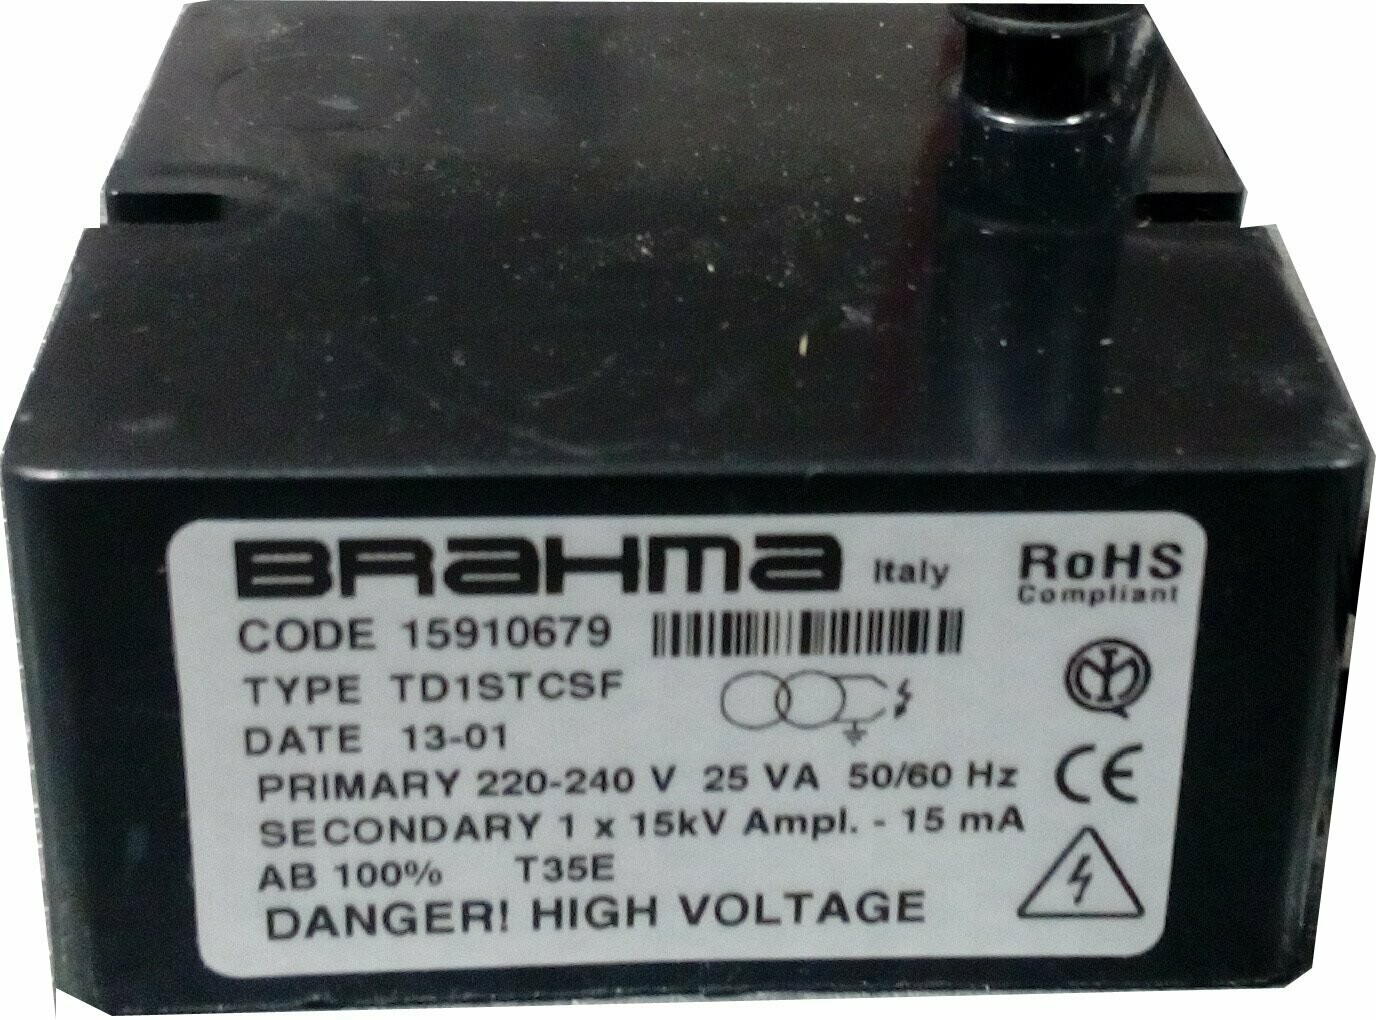 BRAHMA Italy
RoHS
Compliant
CODE 15910679
TYPE TD1STCSF
DATE 13-01
PRIMARY 220-240 V 25 VA 50/60 Hz
CE
SECONDARY 1 x 15kV Ampl. - 15 mA
AB 100% T35E
DANGER! HIGH VOLTAGE